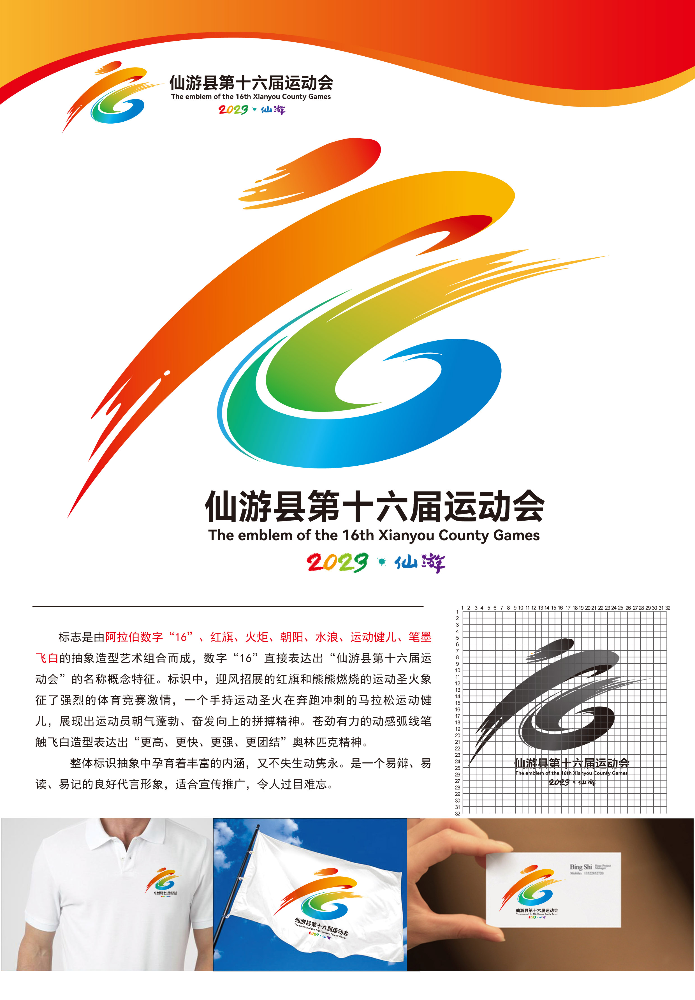 仙游县第十六届运动会
The emblem of the 16th Xianyou County Games
2023·仙游
仙游县第十六届运动会
The emblem of the 16th Xianyou County Games
2023·仙游
1 2 3 4 5 6 7 8 9 10 11 12 13 14 15 16 17 18 19 20 21 22 23 24 25 26 27 28 29 30 31 32
1
2
3
4
5
6
7
8
9
10
11
12
13
14
15
16
17
18
19
20
21
22
23
24
25
26
27
28
29
30
31
32
仙游县第十六届运动会
The emblem of the 16th Xianyou County Games
2023·仙游
标志是由阿拉伯数字“16”、红旗、火炬、朝阳、水浪、运动健儿、笔墨
飞白的抽象造型艺术组合而成，数字“16”直接表达出“仙游县第十六届运
动会”的名称概念特征。标识中，迎风招展的红旗和熊熊燃烧的运动圣火象
征了强烈的体育竞赛激情，一个手持运动圣火在奔跑冲刺的马拉松运动健
儿，展现出运动员朝气蓬勃、奋发向上的拼搏精神。苍劲有力的动感弧线笔
触飞白造型表达出“更高、更快、更强、更团结”奥林匹克精神。
整体标识抽象中孕育着丰富的内涵，又不失生动隽永。是一个易辩、易
读、易记的良好代言形象，适合宣传推广，令人过目难忘。
仙游县第十六届运动会
The emblem of the 16th Xianyou County Games
2023·仙游
仙游县第十六届运动会
The emblem of the 16th Xianyou County Games
2023·仙游
Bing Shi
Huga Project
Manager
Mobile: 13522852720
仙游县第十六届运动会
The emblem of the 16th Xianyou County Games
2023·仙游